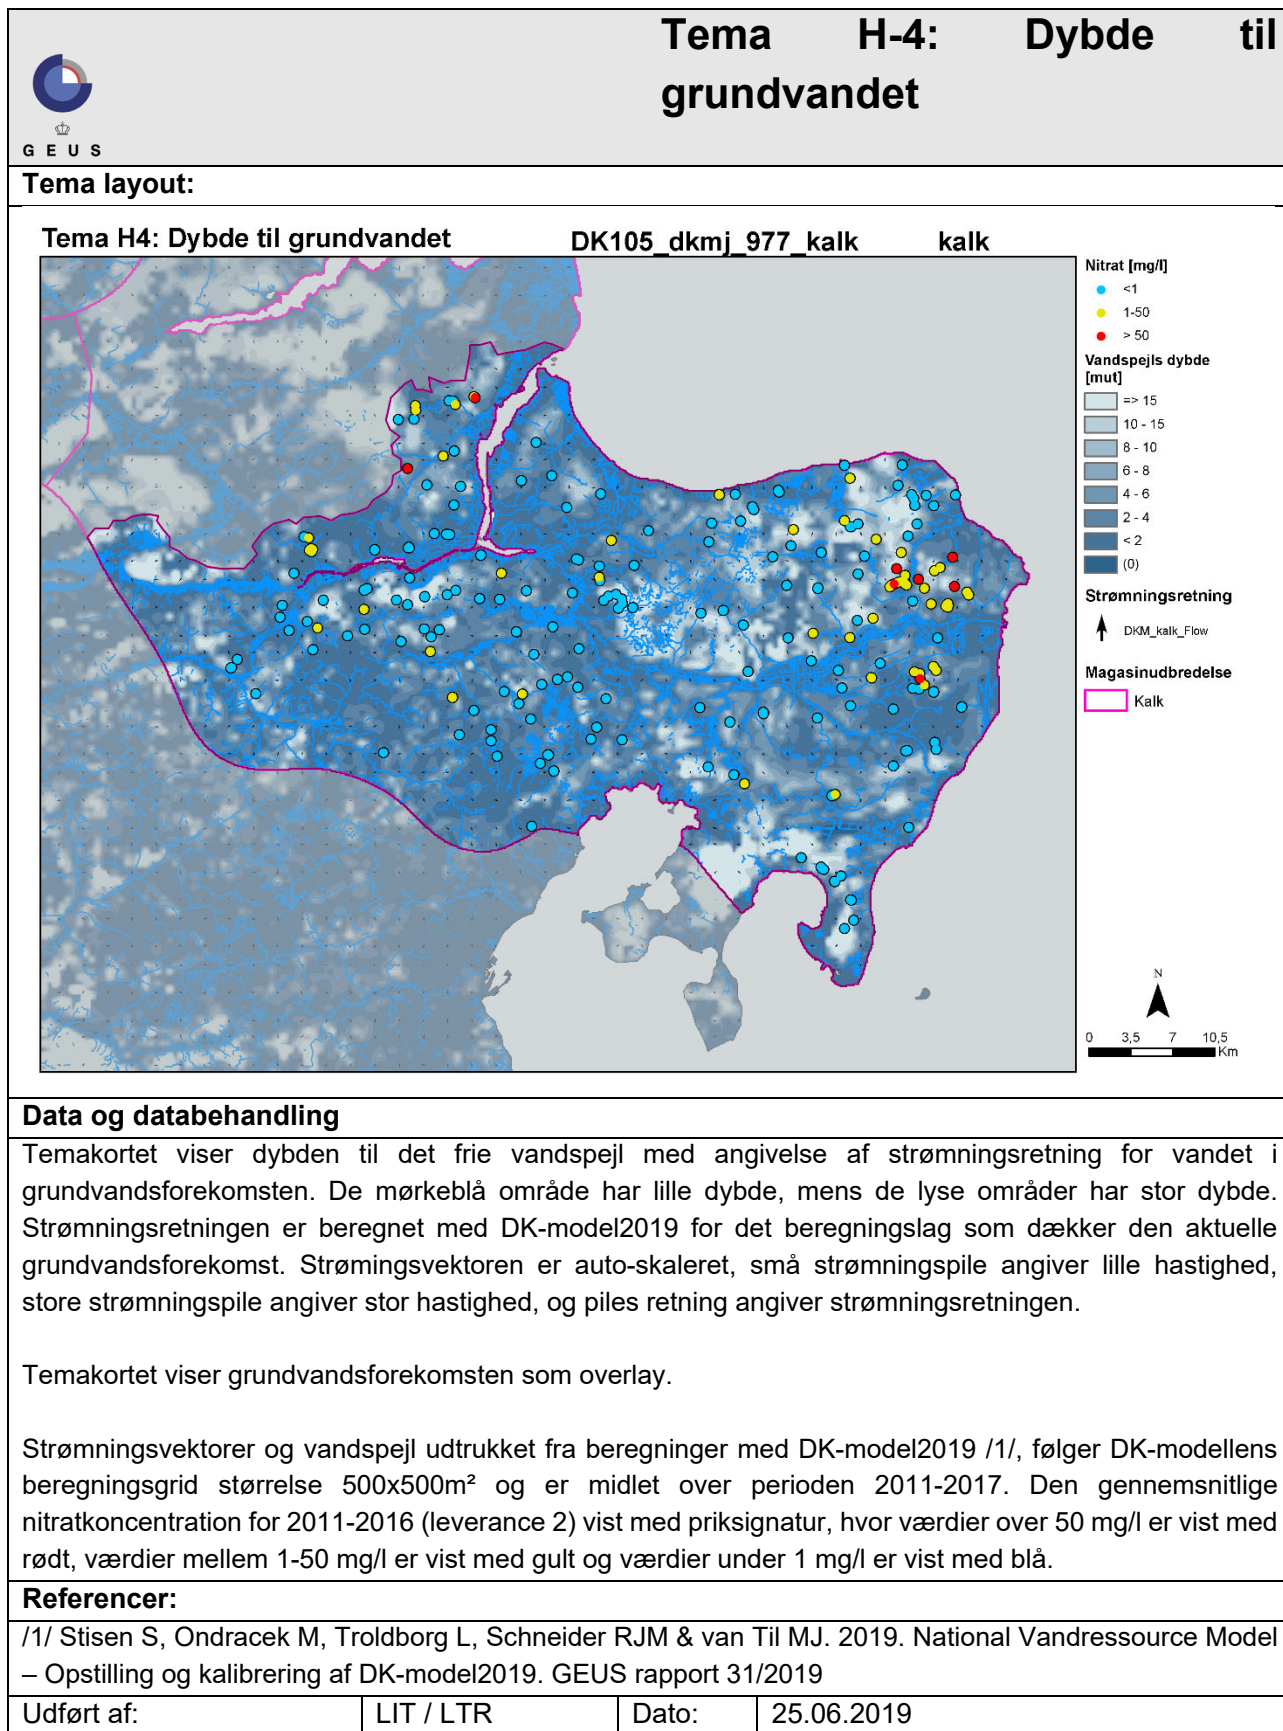 Tema H-4: Dybde til
grundvandet
G E U S
Tema layout:
Tema H4: Dybde til grundvandet DK105_dkmj_977_kalk kalk
Nitrat [mg/l]
<1
1-50
> 50
Vandspejls dybde
[mut]
=> 15
10 - 15
8 - 10
6 - 8
4 - 6
2 - 4
< 2
(0)
Strømningsretning
DKM_kalk_Flow
Magasinudbredelse
Kalk
N
0 3,5 7 10,5
Km
Data og databehandling
Temakortet viser dybden til det frie vandspejl med angivelse af strømningsretning for vandet i
grundvandsforekomsten. De mørkeblå område har lille dybde, mens de lyse områder har stor dybde.
Strømningsretningen er beregnet med DK-model2019 for det beregningslag som dækker den aktuelle
grundvandsforekomst. Strømingsvektoren er auto-skaleret, små strømningspile angiver lille hastighed,
store strømningspile angiver stor hastighed, og piles retning angiver strømningsretningen.
Temakortet viser grundvandsforekomsten som overlay.
Strømningsvektorer og vandspejl udtrukket fra beregninger med DK-model2019 /1/, følger DK-modellens
beregningsgrid størrelse 500x500m² og er midlet over perioden 2011-2017. Den gennemsnitlige
nitratkoncentration for 2011-2016 (leverance 2) vist med priksignatur, hvor værdier over 50 mg/l er vist med
rødt, værdier mellem 1-50 mg/l er vist med gult og værdier under 1 mg/l er vist med blå.
Referencer:
/1/ Stisen S, Ondracek M, Troldborg L, Schneider RJM & van Til MJ. 2019. National Vandressource Model
– Opstilling og kalibrering af DK-model2019. GEUS rapport 31/2019
Udført af: LIT / LTR Dato: 25.06.2019